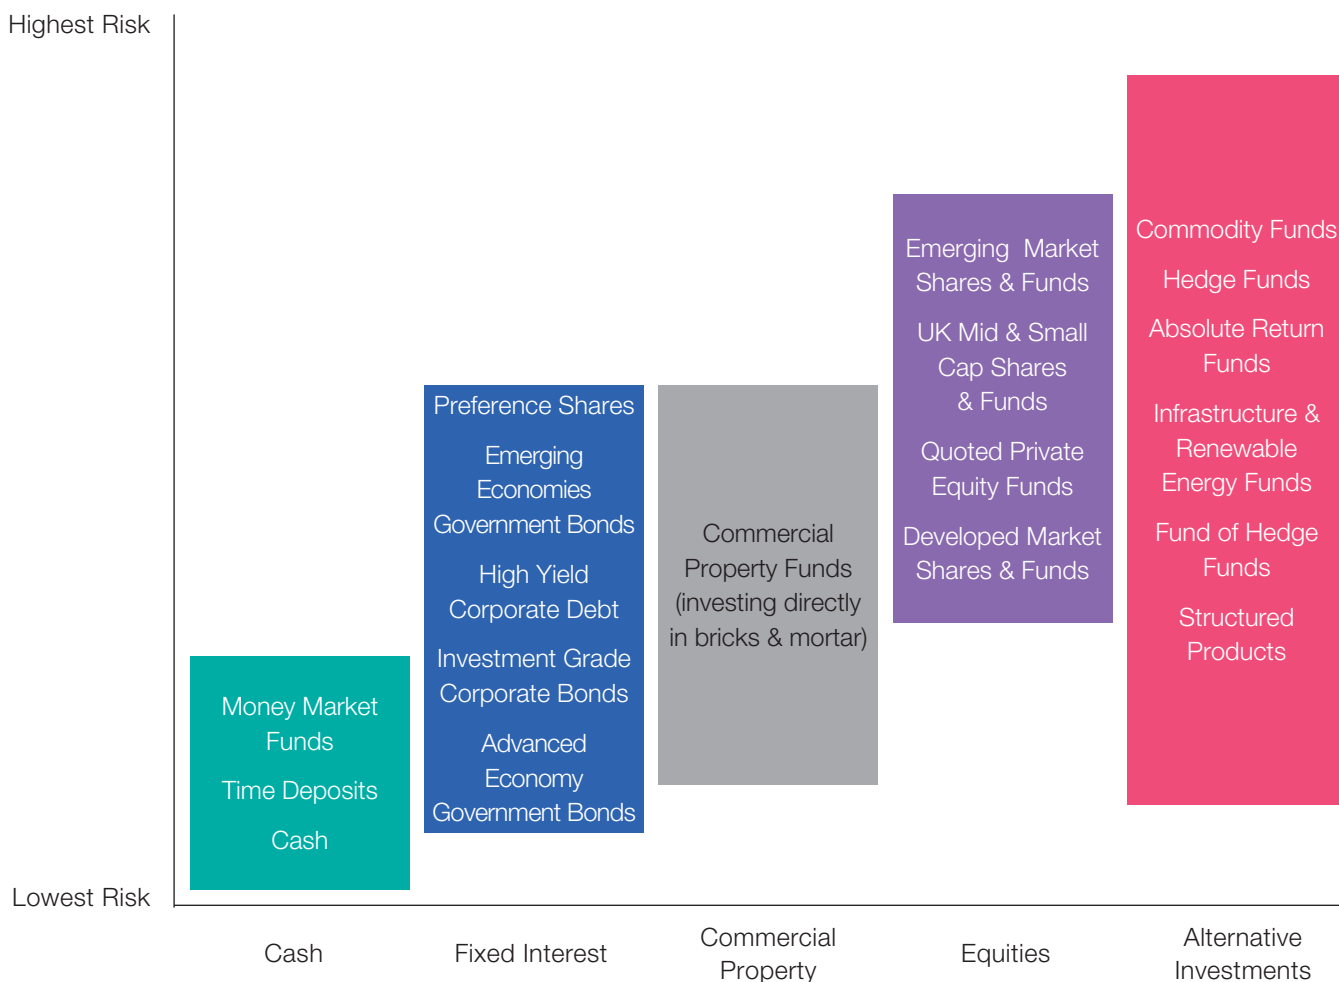 Highest Risk
Money Market
Funds
Time Deposits
Cash
Preference Shares
Emerging
Economies
Government Bonds
High Yield
Corporate Debt
Investment Grade
Corporate Bonds
Advanced
Economy
Government Bonds
Commercial
Property Funds
(investing directly
in bricks & mortar)
Emerging Market
Shares & Funds
UK Mid & Small
Cap Shares
& Funds
Quoted Private
Equity Funds
Developed Market
Shares & Funds
Commodity Funds
Hedge Funds
Absolute Return
Funds
Infrastructure &
Renewable
Energy Funds
Fund of Hedge
Funds
Structured
Products
Lowest Risk
Cash
Fixed Interest
Commercial
Property
Equities
Alternative
Investments